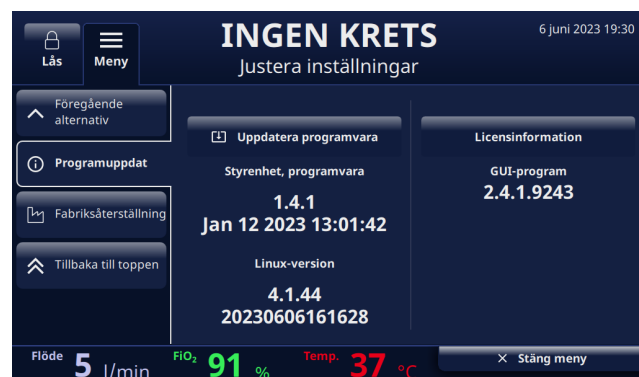 INGEN KRETS
6 juni 2023 19:30
Lås
Meny
Justera inställningar
Föregående
alternativ
Programuppdat
Fabriksåterställning
Tillbaka till toppen
Uppdatera programvara
Styrenhet, programvara
1.4.1
Jan 12 2023 13:01:42
Linux-version
4.1.44
20230606161628
Licensinformation
GUI-program
2.4.1.9243
Flöde 5 l/min
FiO₂ 91 %
Temp. 37 °C
Stäng meny